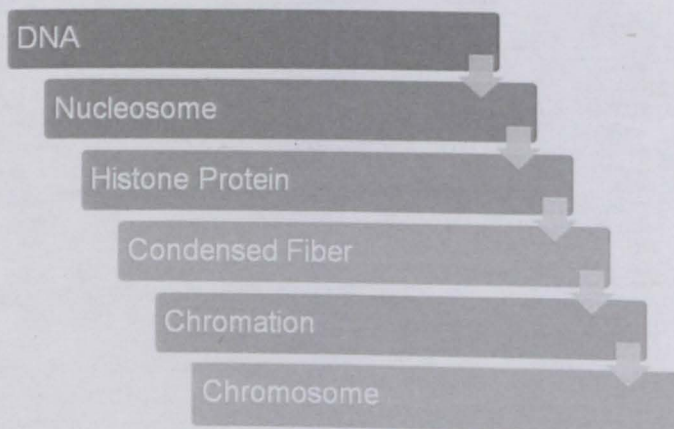 DNA
Nucleosome
Histone Protein
Condensed Fiber
Chromation
Chromosome